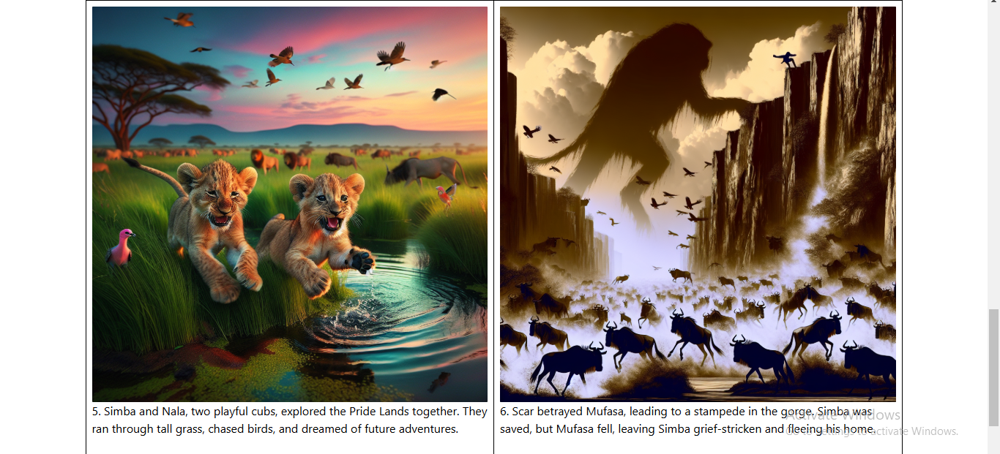 5. Simba and Nala, two playful cubs, explored the Pride Lands together. They
ran through tall grass, chased birds, and dreamed of future adventures.
6. Scar betrayed Mufasa, leading to a stampede in the gorge. Simba was
saved, but Mufasa fell, leaving Simba grief-stricken and fleeing his home.
Activate Windows
Go to Settings to activate Windows.